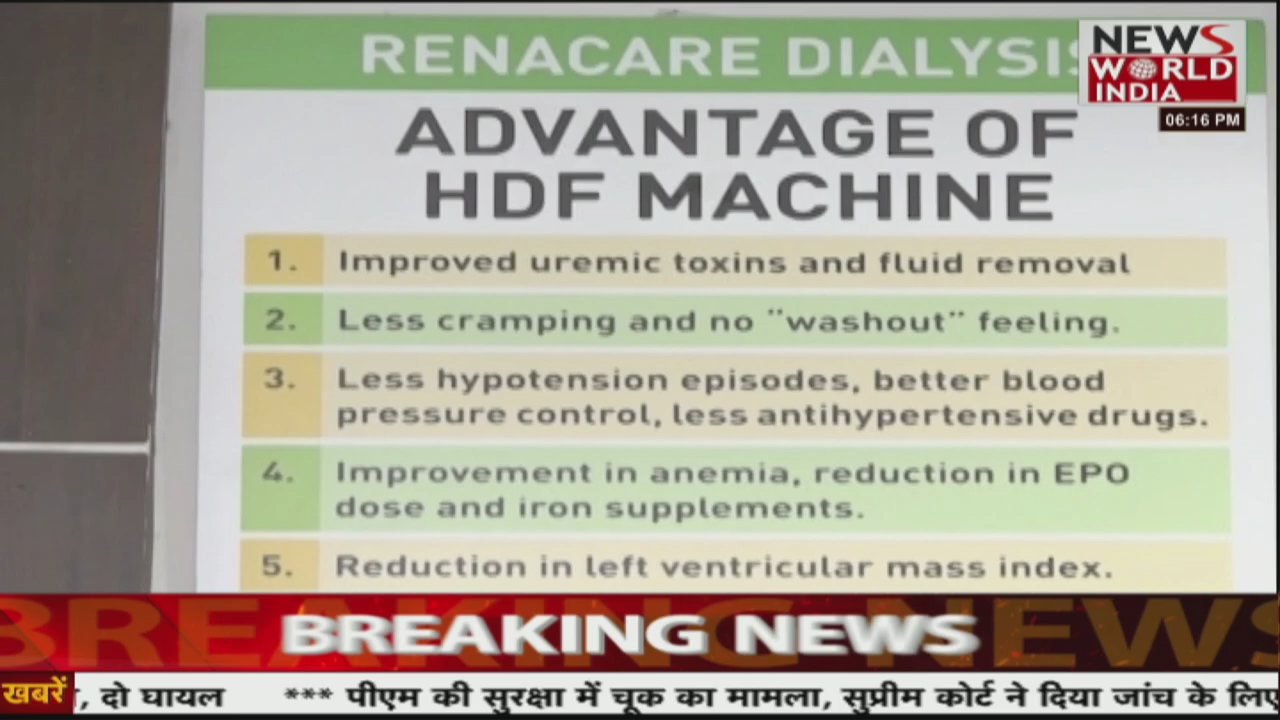 RENACARE DIALYSIS
NEWS
WORLD
INDIA
06:16 PM
ADVANTAGE OF
HDF MACHINE
1. Improved uremic toxins and fluid removal
2. Less cramping and no "washout" feeling.
3. Less hypotension episodes, better blood
pressure control, less antihypertensive drugs.
4. Improvement in anemia, reduction in EPO
dose and iron supplements.
5. Reduction in left ventricular mass index.
BREAKING NEWS
BREAKING NEWS
खबरें , दो घायल *** पीएम की सुरक्षा में चूक का मामला, सुप्रीम कोर्ट ने दिया जांच के लिए